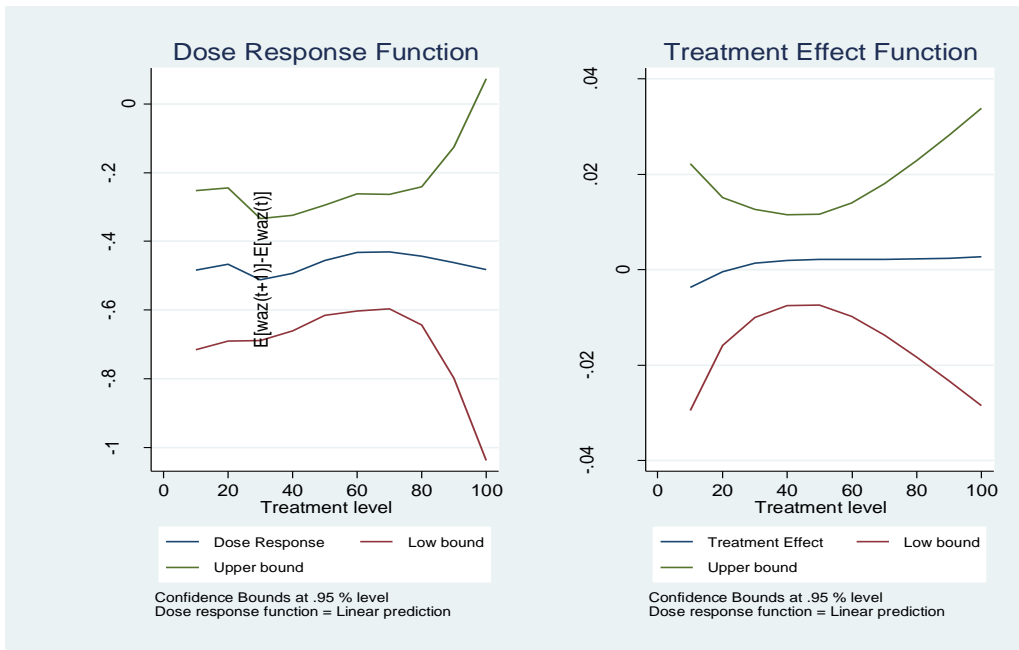 Dose Response Function
0
-.2
-.4
-.6
-.8
-1
E[waz(t+1)]-E[waz(t)]
0 20 40 60 80 100
Treatment level
Dose Response Low bound
Upper bound
Confidence Bounds at .95 % level
Dose response function = Linear prediction
Treatment Effect Function
.04
.02
0
-.02
-.04
0 20 40 60 80 100
Treatment level
Treatment Effect Low bound
Upper bound
Confidence Bounds at .95 % level
Dose response function = Linear prediction